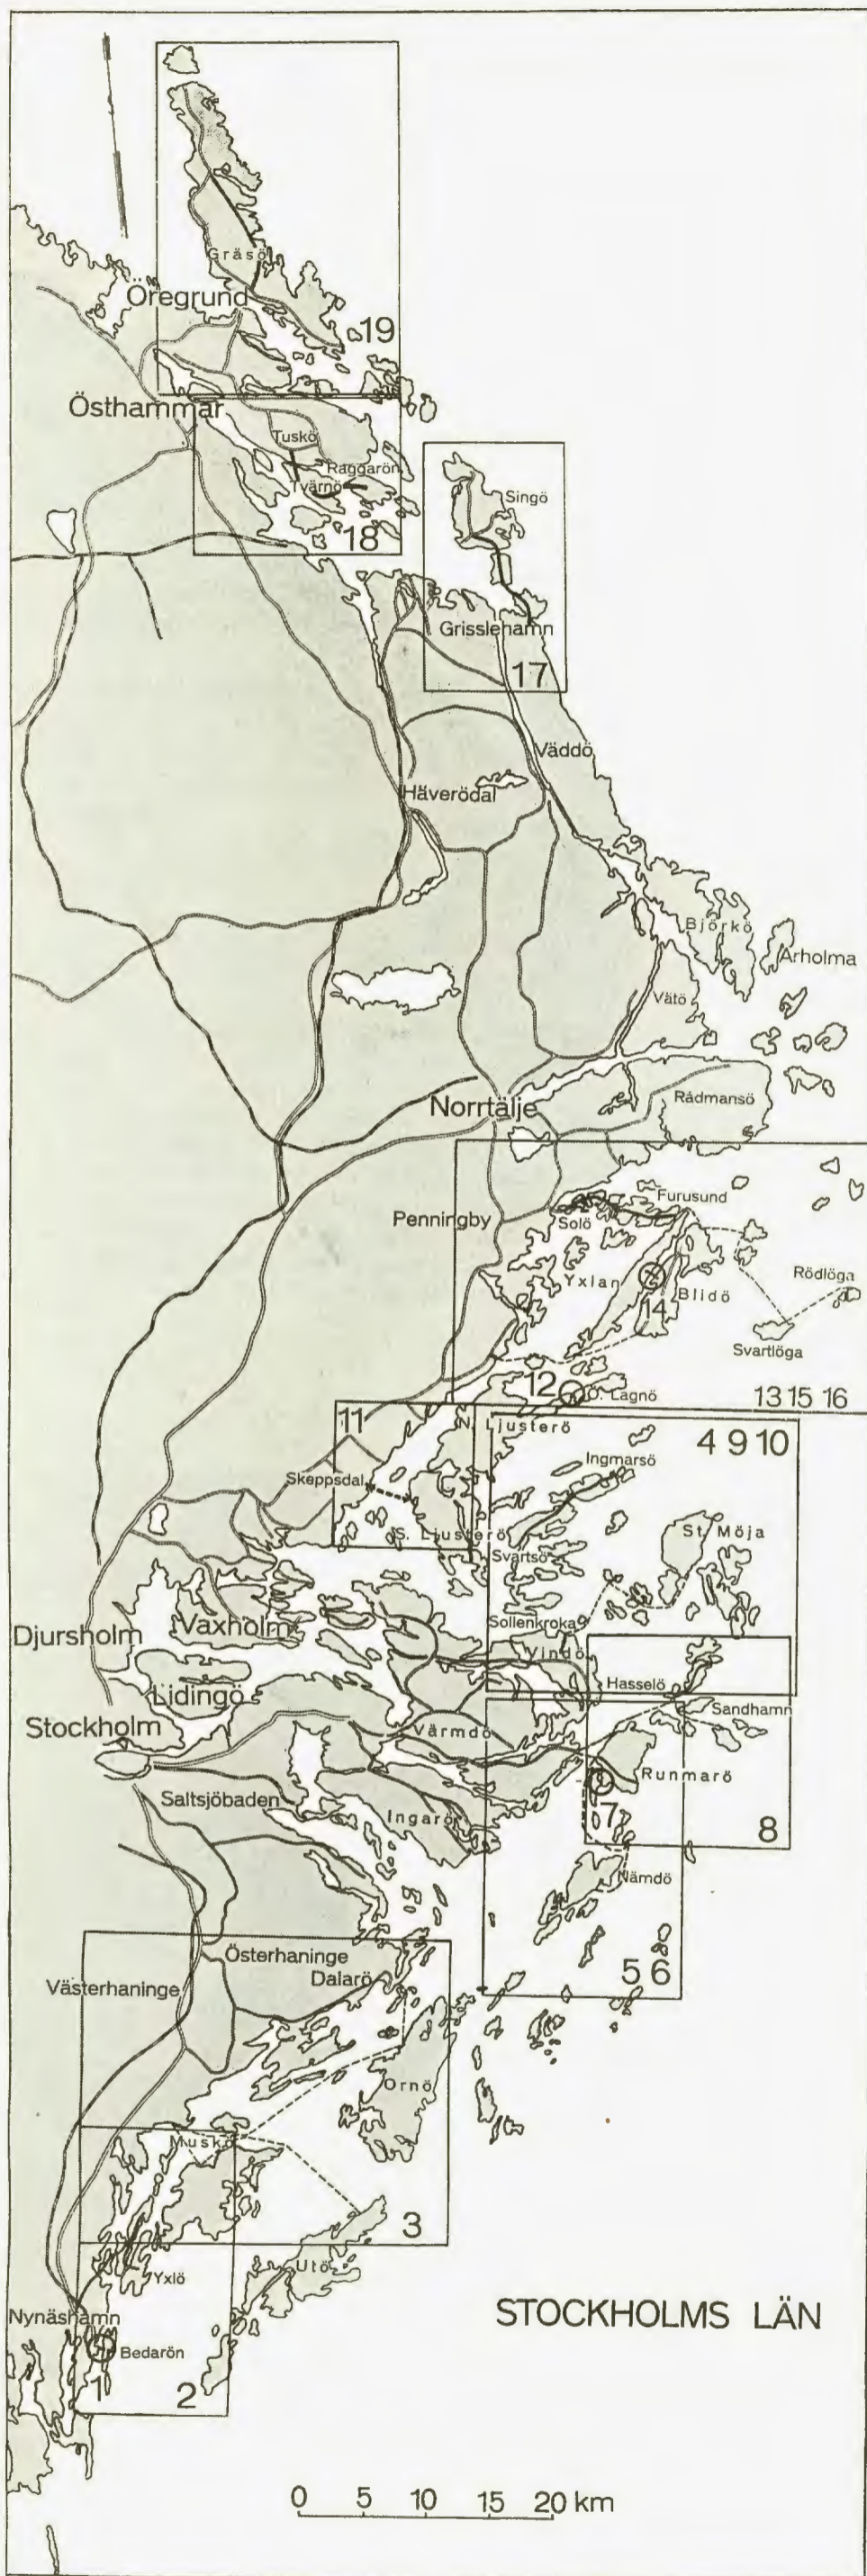 Gräsö
Öregrund
19
Östhammar
Tuskö
Raggarön
Tvärnö
18
Singö
Grisslehamn
17
Väddö
Häverödal
Björkö
Arholma
Vätö
Norrtälje
Rådmansö
Penningby
Furusund
Solö
Yxlan
Rödlöga
Blidö
14
Svartlöga
12
Ö. Lagnö
13 15 16
11
N. Ljusterö
4 9 10
Ingmarsö
Skeppsdal
S. Ljusterö
St. Möja
Svartsö
Sollenkroka
Vaxholm
Djursholm
Vindö
Lidingö
Hasselö
Sandhamn
Stockholm
Värmdö
Runmarö
Saltsjöbaden
Ingarö
7
8
Nämdö
Österhaninge
5 6
Dalarö
Västerhaninge
Ornö
Muskö
3
Utö
Yxlö
Nynäshamn
STOCKHOLMS LÄN
Bedarön
1
2
0 5 10 15 20 km